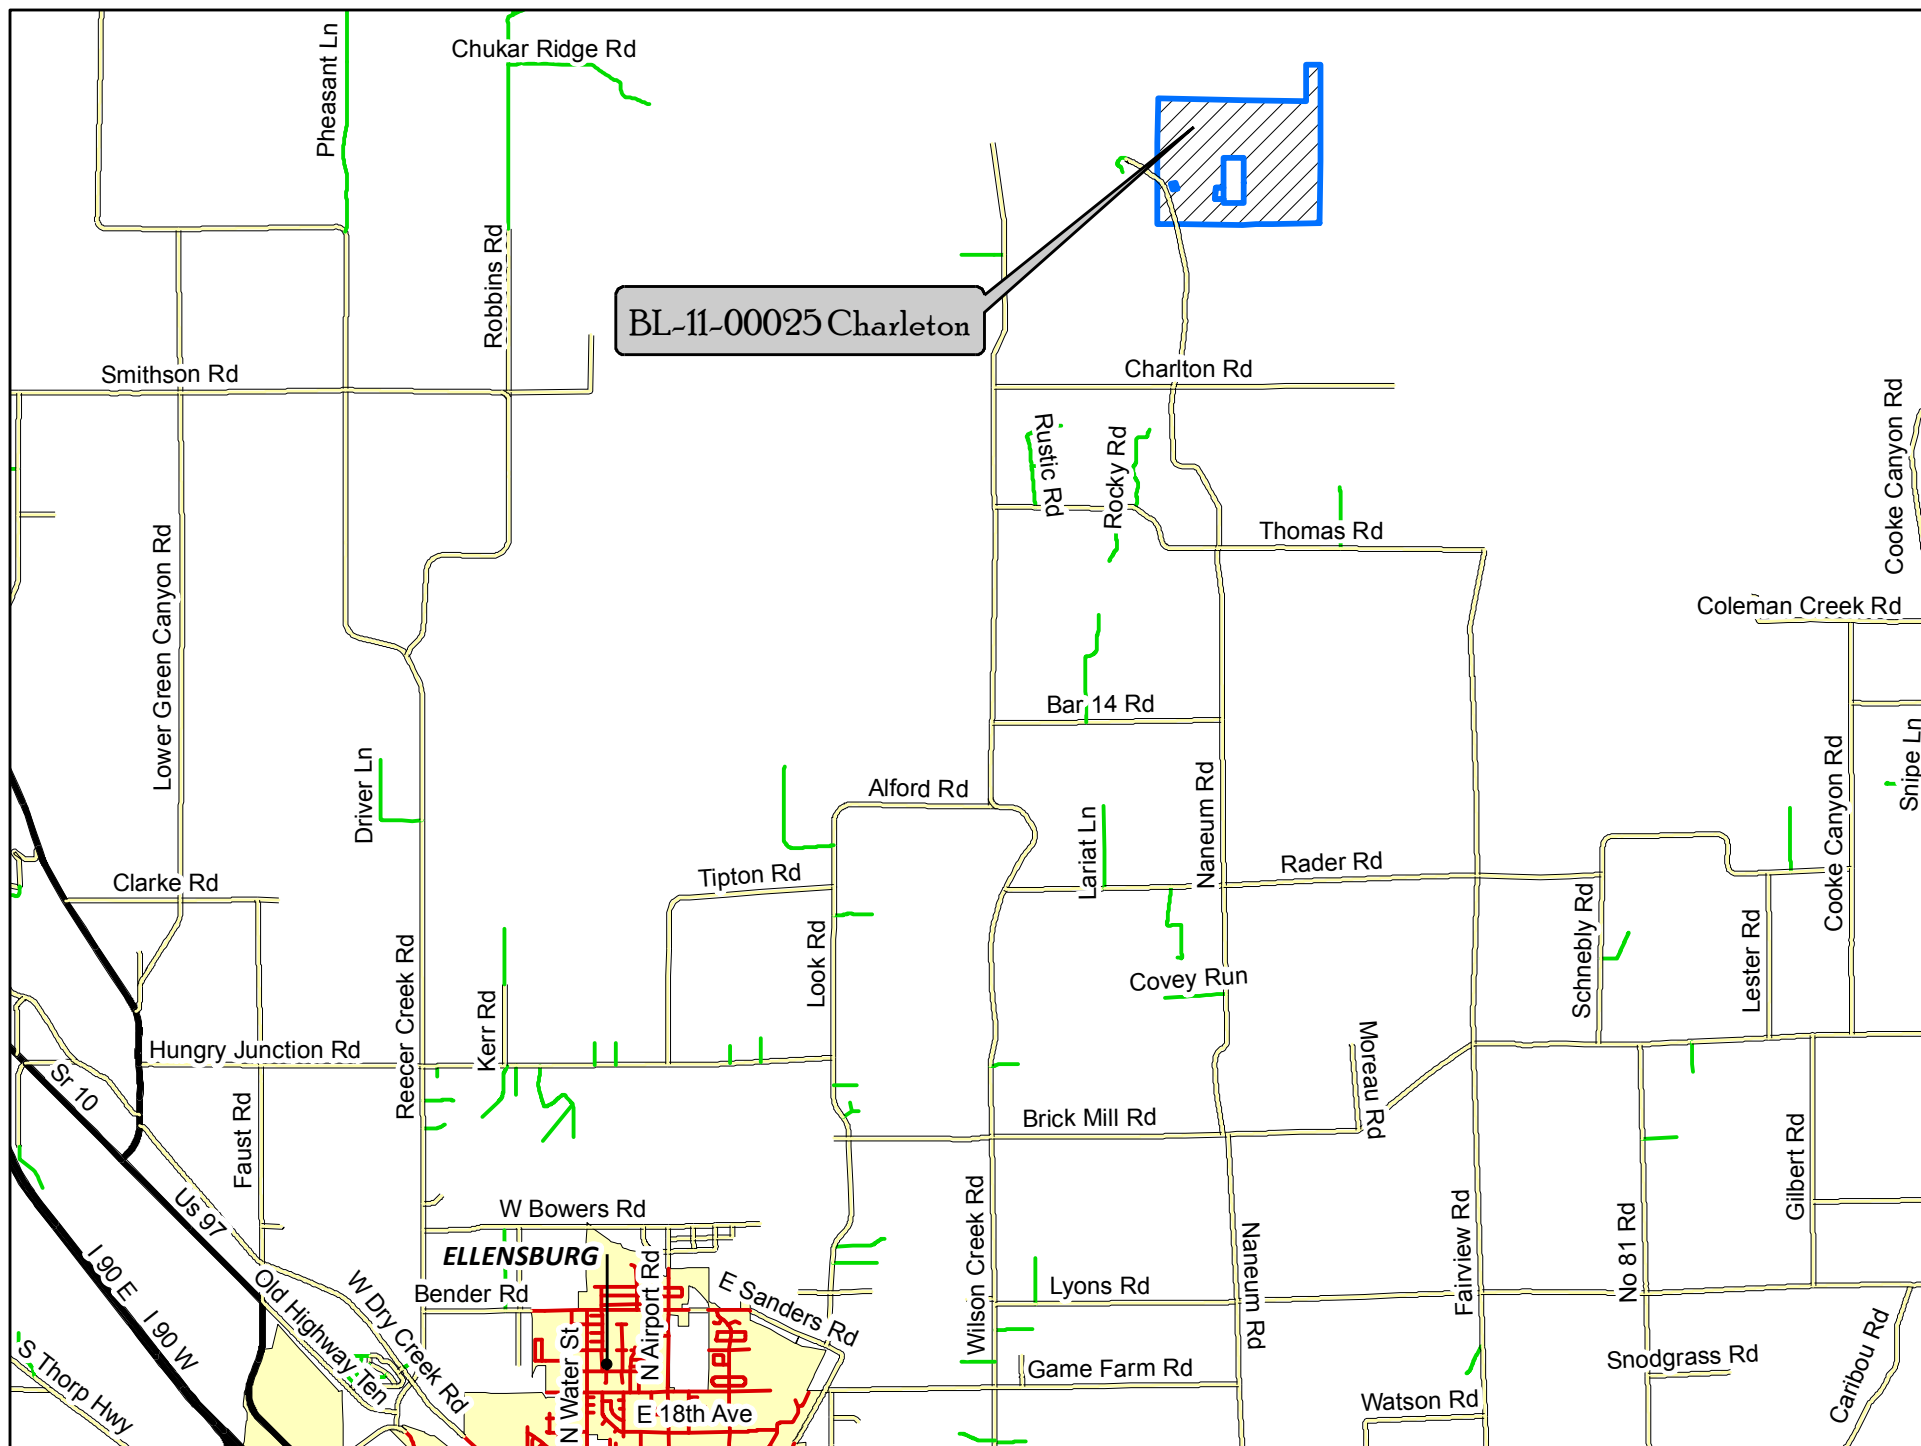 Chukar Ridge Rd
Pheasant Ln
Robbins Rd
BL-11-00025 Charleton
Smithson Rd
Charlton Rd
Rustic Rd
Rocky Rd
Cooke Canyon Rd
Thomas Rd
Lower Green Canyon Rd
Coleman Creek Rd
Bar 14 Rd
Driver Ln
Alford Rd
Naneum Rd
Snipe Ln
Lariat Ln
Rader Rd
Cooke Canyon Rd
Clarke Rd
Tipton Rd
Look Rd
Schnebly Rd
Lester Rd
Covey Run
Reecer Creek Rd
Kerr Rd
Hungry Junction Rd
Moreau Rd
Sr 10
Faust Rd
Brick Mill Rd
Gilbert Rd
Us 97
W Bowers Rd
Wilson Creek Rd
Naneum Rd
Fairview Rd
No 81 Rd
ELLENSBURG
I 90 E
I 90 W
Old Highway Ten
W Dry Creek Rd
Bender Rd
N Airport Rd
E Sanders Rd
Lyons Rd
S Thorp Hwy
N Water St
Game Farm Rd
Snodgrass Rd
Caribou Rd
E 18th Ave
Watson Rd